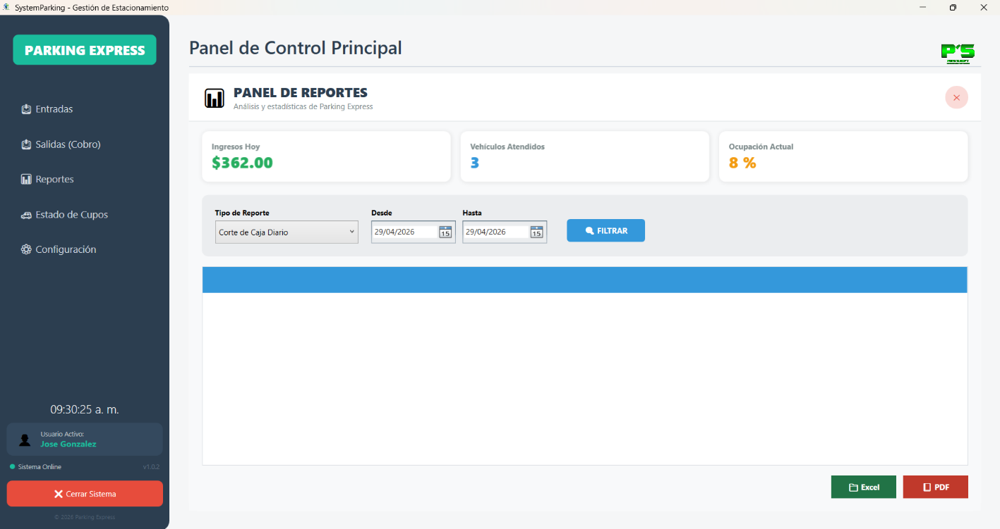 SystemParking - Gestión de Estacionamiento
PARKING EXPRESS
Entradas
Salidas (Cobro)
Reportes
Estado de Cupos
Configuración
09:30:25 a. m.
Usuario Activo:
Jose Gonzalez
Sistema Online
v1.0.2
Cerrar Sistema
© 2026 Parking Express
Panel de Control Principal
P'S
PANEL DE REPORTES
Análisis y estadísticas de Parking Express
Ingresos Hoy
$362.00
Vehículos Atendidos
3
Ocupación Actual
8 %
Tipo de Reporte
Desde
Hasta
Corte de Caja Diario
29/04/2026
15
29/04/2026
15
FILTRAR
Excel
PDF